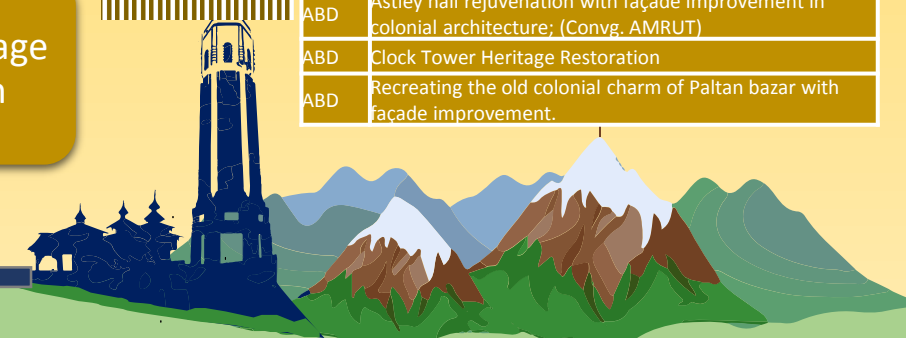 age
n
ABD
Astley hall rejuvenation with façade improvement in
colonial architecture; (Convg. AMRUT)
ABD
Clock Tower Heritage Restoration
ABD
Recreating the old colonial charm of Paltan bazar with
façade improvement.